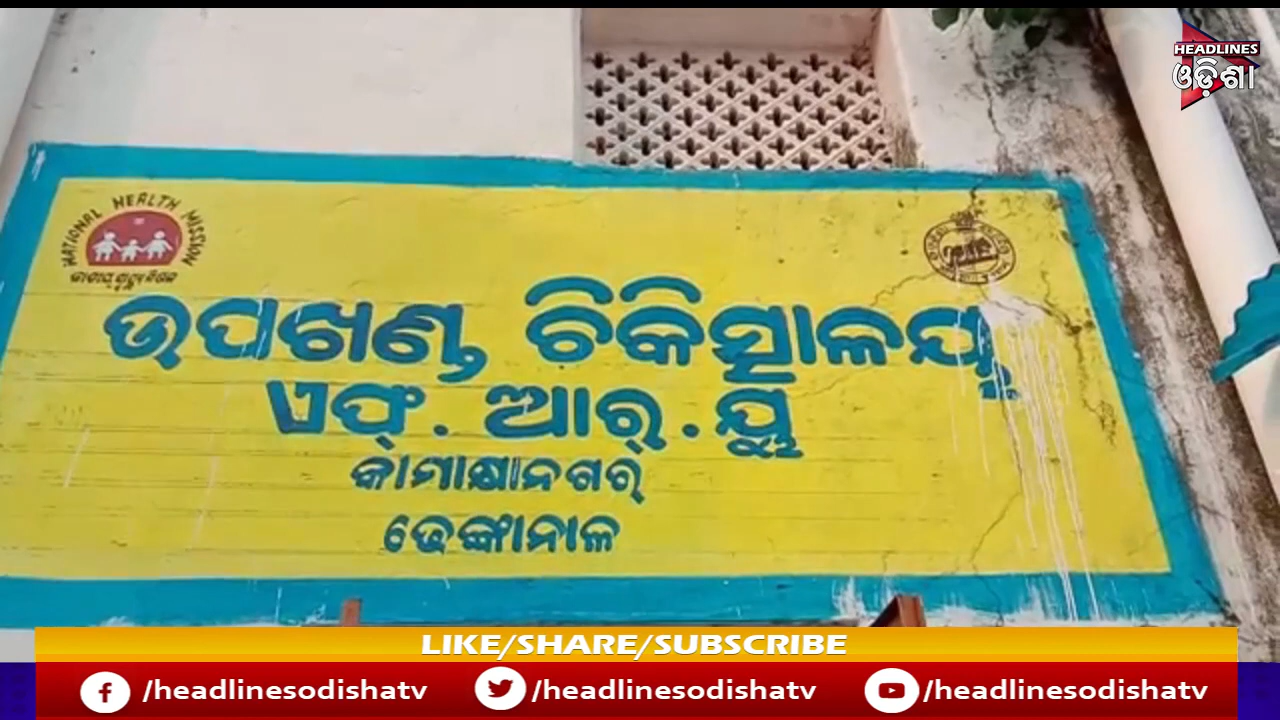 HEADLINES
ଓଡ଼ିଶା
NATIONAL HEALTH MISSION
ଉପଖଣ୍ଡ ଚିକିତ୍ସାଳୟ
ଏଫ୍.ଆର୍.ୟୁ
କାମାକ୍ଷାନଗର୍
ଢେଙ୍କାନାଳ
LIKE/SHARE/SUBSCRIBE
/headlinesodishatv /headlinesodishatv /headlinesodishatv